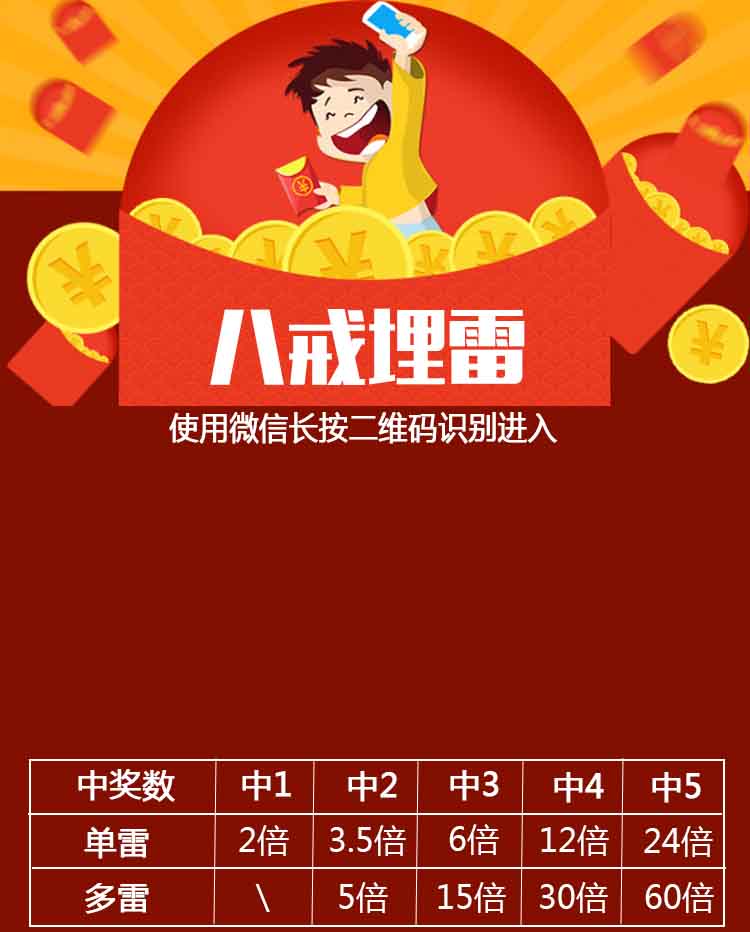 八戒埋雷
使用微信长按二维码识别进入
中奖数 中1 中2 中3 中4 中5
单雷 2倍 3.5倍 6倍 12倍 24倍
多雷 \ 5倍 15倍 30倍 60倍